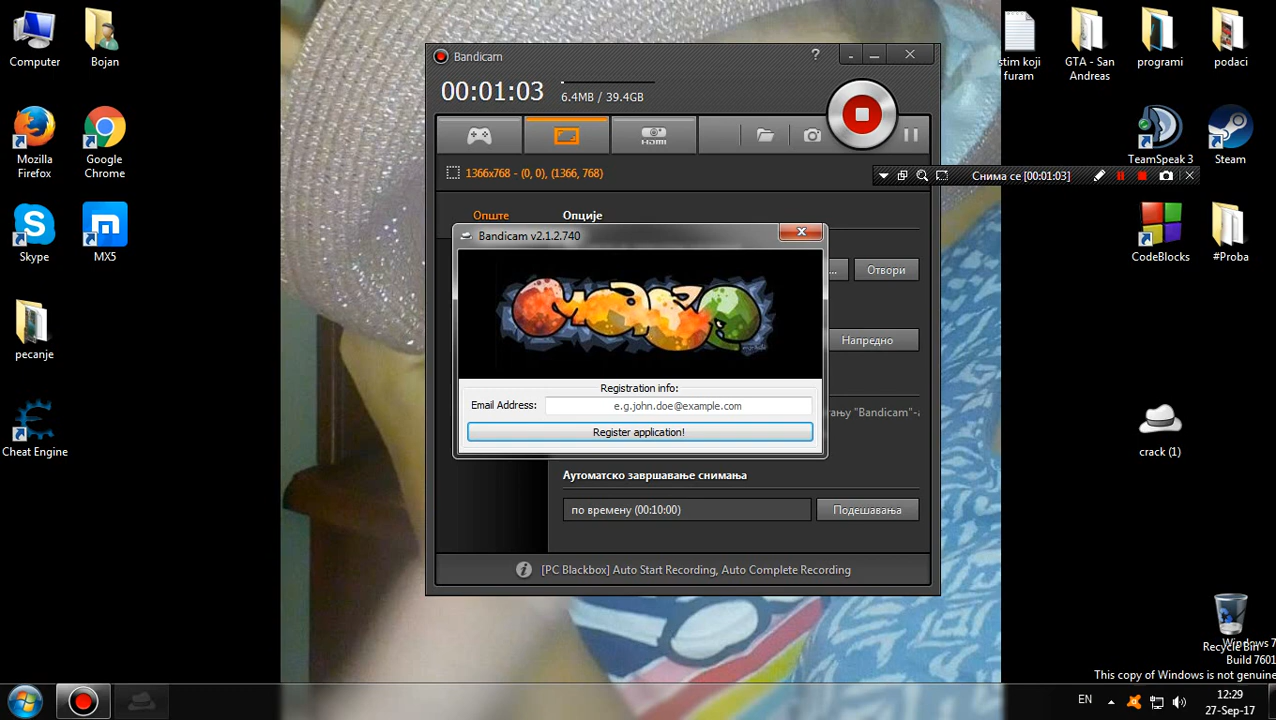 Computer
Bojan
Mozilla
Firefox
Google
Chrome
Skype
MX5
pecanje
Cheat Engine
Bandicam
?
00:01:03
6.4MB / 39.4GB
HDMI
1366x768 - (0, 0), (1366, 768)
Снима се [00:01:03]
Опште
Опције
Bandicam v2.1.2.740
...
Отвори
Напредно
Registration info:
Email Address:
e.g.john.doe@example.com
Register application!
"Bandicam"-
Аутоматско завршавање снимања
по времену (00:10:00)
Подешавања
[PC Blackbox] Auto Start Recording, Auto Complete Recording
stim koji
furam
GTA - San
Andreas
programi
podaci
TeamSpeak 3
Steam
CodeBlocks
#Proba
crack (1)
Recycle Bin
Windows 7
Build 7601
This copy of Windows is not genuine
EN
12:29
27-Sep-17